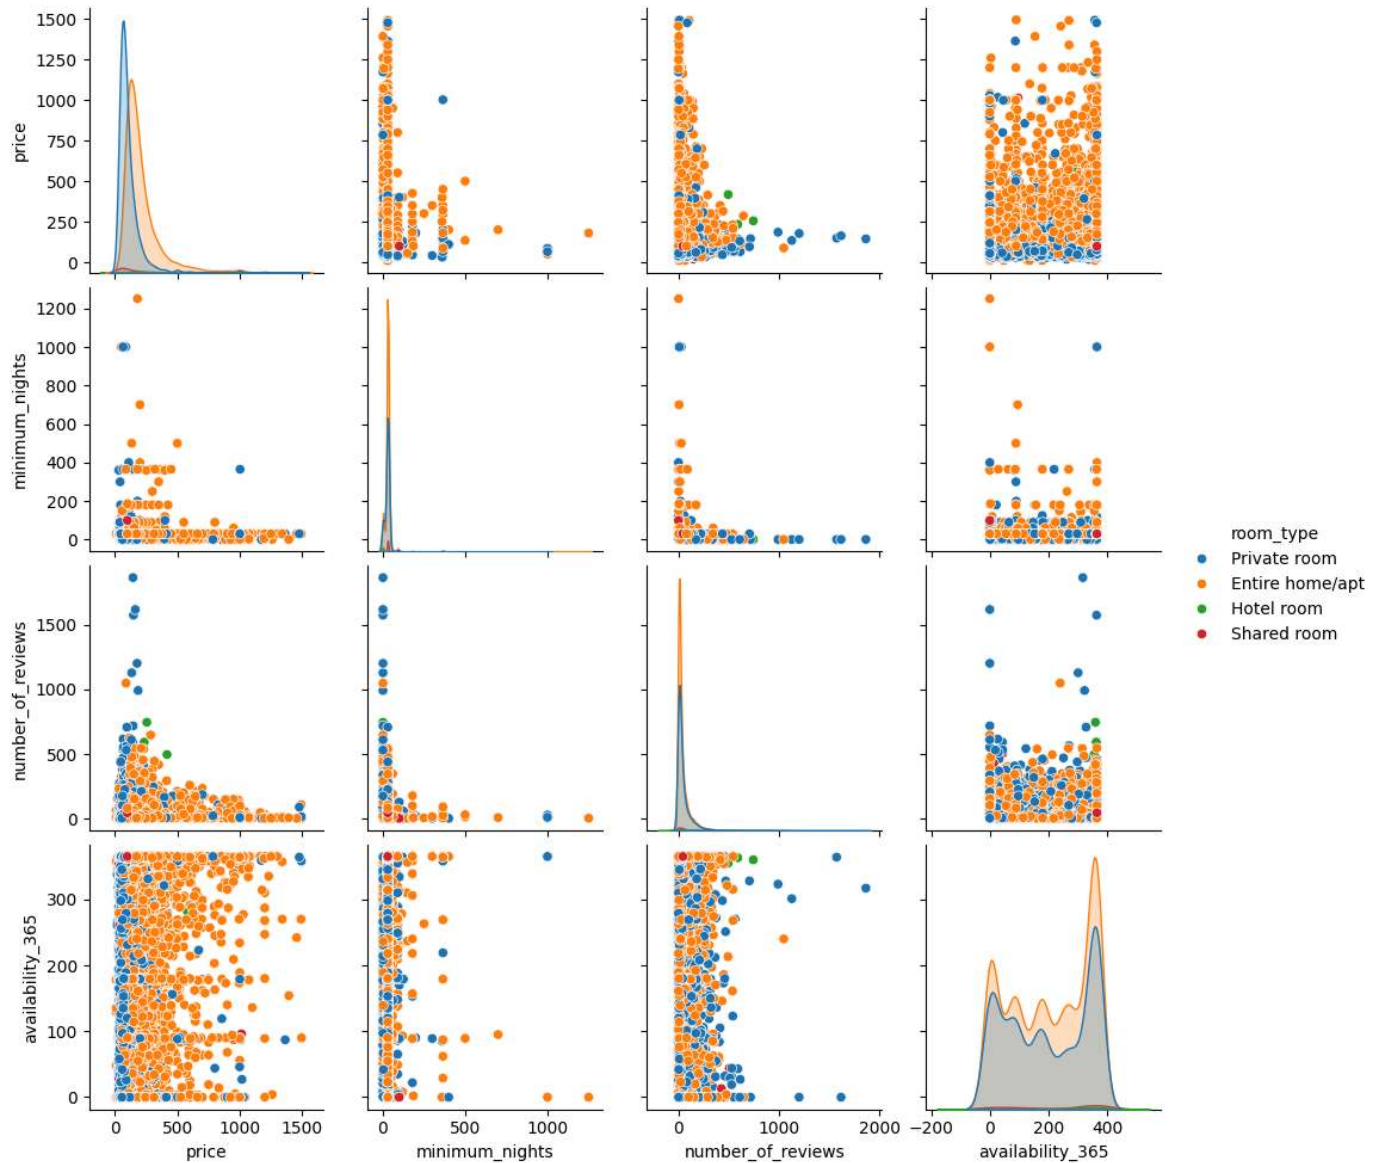 1500
1250
1000
750
500
250
0
price
1200
1000
800
600
400
200
0
minimum_nights
room_type
Private room
Entire home/apt
Hotel room
Shared room
1500
1000
500
0
number_of_reviews
300
200
100
0
availability_365
0 500 1000 1500
price
0 500 1000
minimum_nights
0 1000 2000
number_of_reviews
−200 0 200 400
availability_365